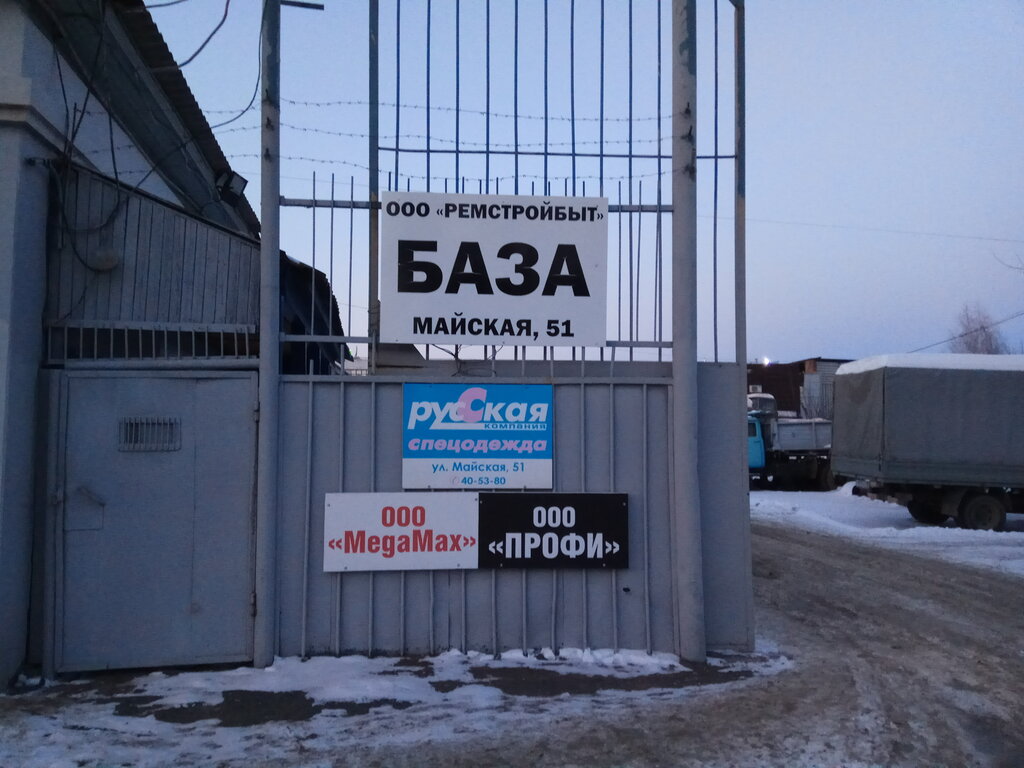 ООО «РЕМСТРОЙБЫТ»
БАЗА
МАЙСКАЯ, 51
русСкая
компания
спецодежда
ул. Майская, 51
40-53-80
ООО
«MegaMax»
ООО
«ПРОФИ»